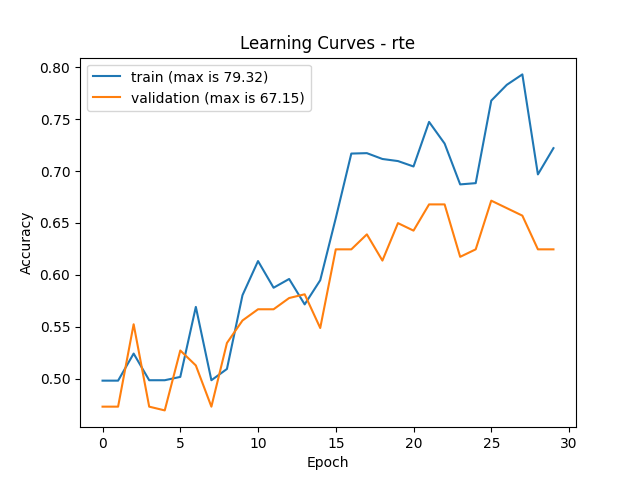 Learning Curves - rte
train (max is 79.32)
validation (max is 67.15)
Accuracy
0.80
0.75
0.70
0.65
0.60
0.55
0.50
0 5 10 15 20 25 30
Epoch